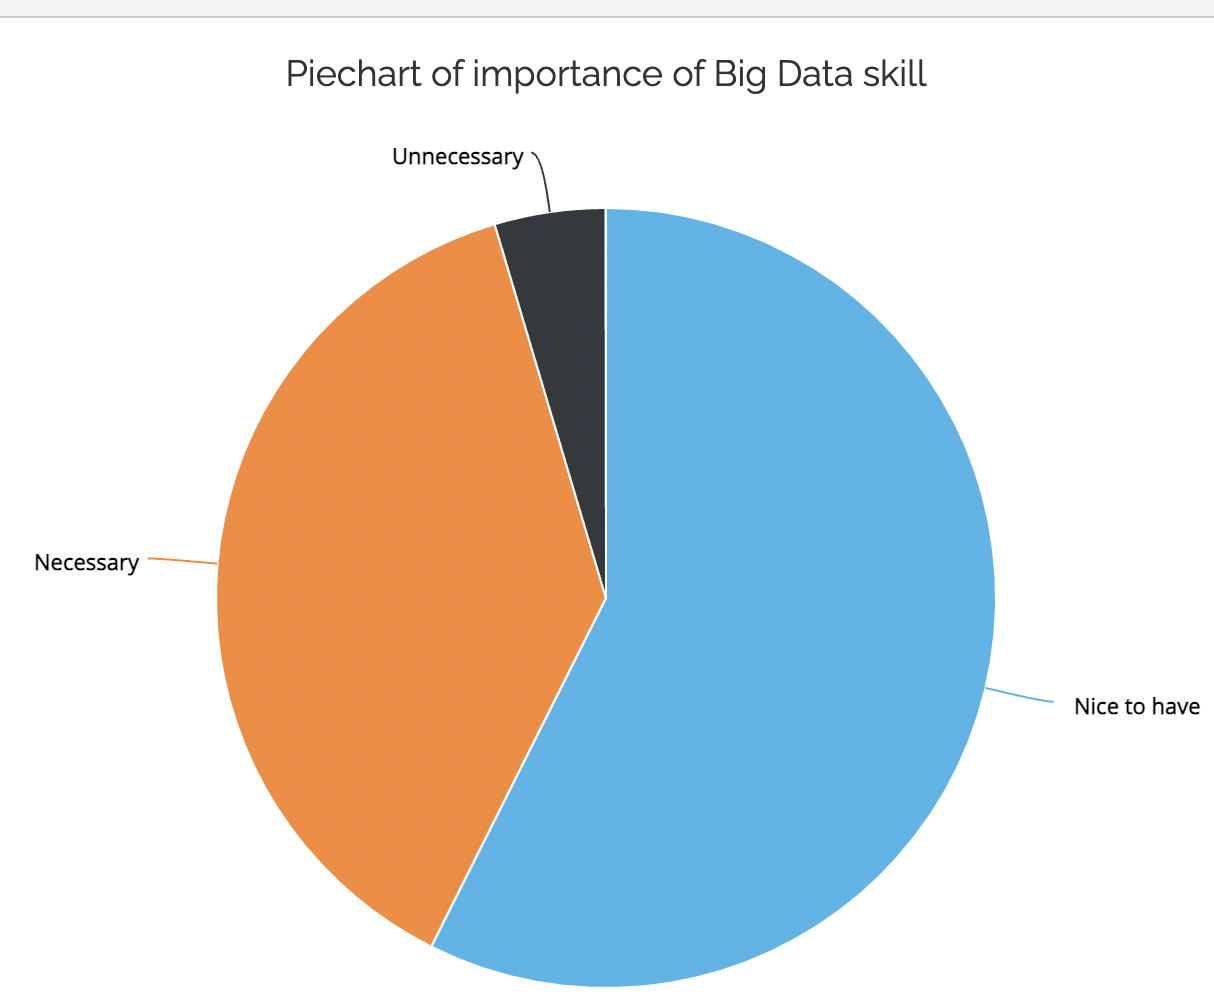 Piechart of importance of Big Data skill
Unnecessary
Necessary
Nice to have